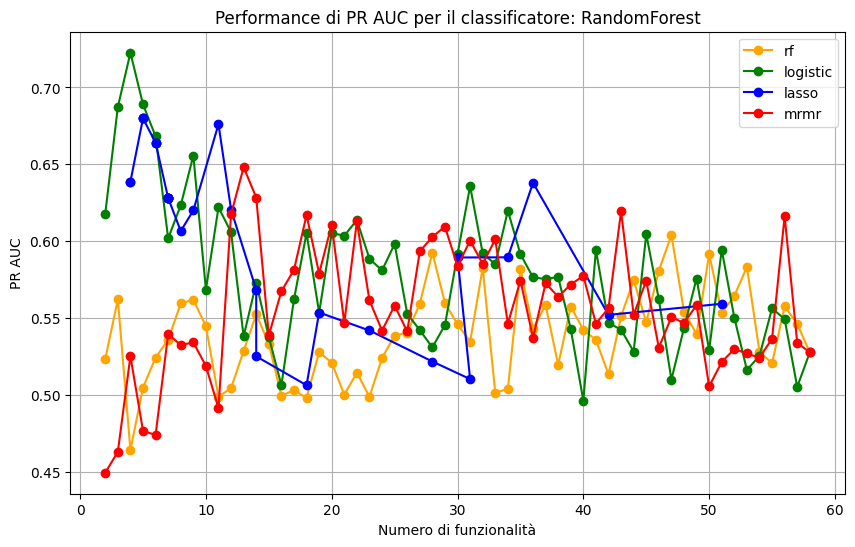 Performance di PR AUC per il classificatore: RandomForest
rf
logistic
lasso
mrmr
PR AUC
0.70
0.65
0.60
0.55
0.50
0.45
0 10 20 30 40 50 60
Numero di funzionalità